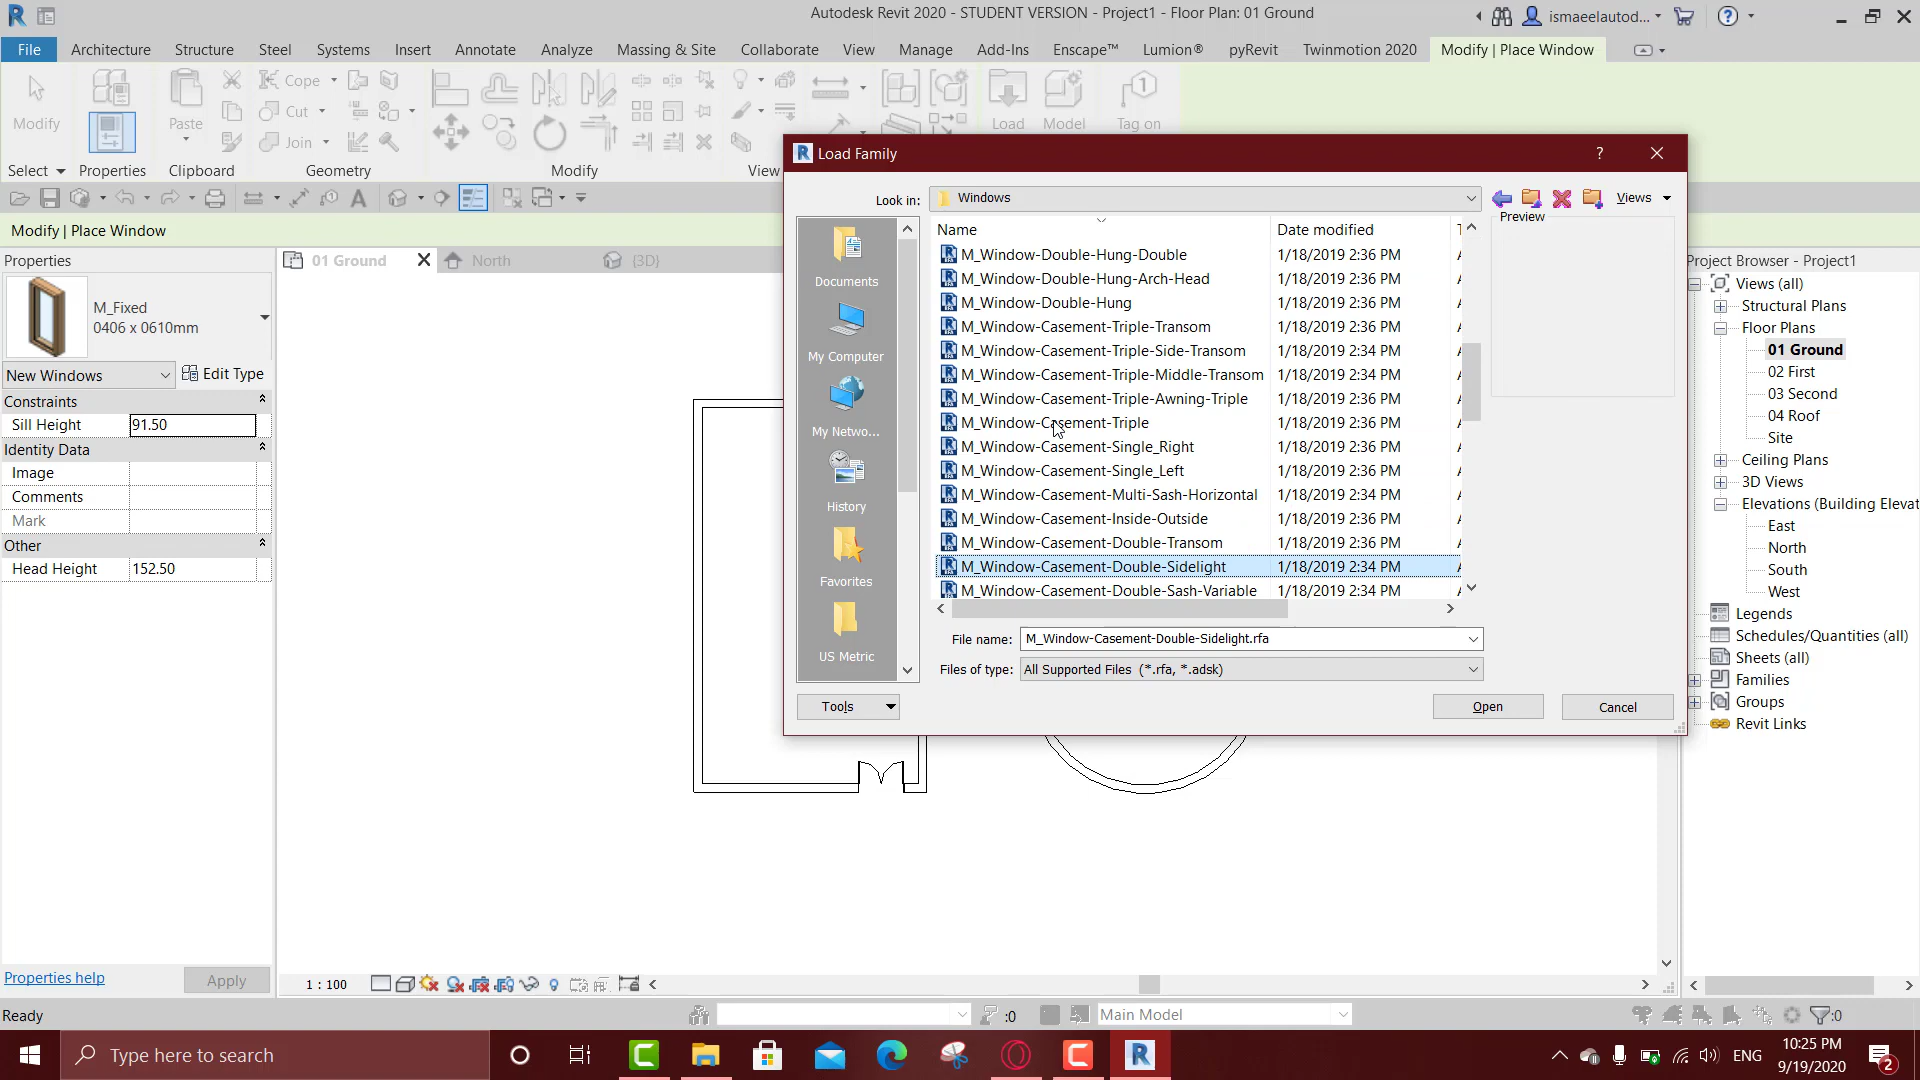 Autodesk Revit 2020 - STUDENT VERSION - Project1 - Floor Plan: 01 Ground
ismaeelautod...
File Architecture Structure Steel Systems Insert Annotate Analyze Massing & Site Collaborate View Manage Add-Ins Enscape™ Lumion® pyRevit Twinmotion 2020 Modify | Place Window
Cope
Cut
Join
Modify
Paste
Load
Model
Tag on
Select Properties Clipboard Geometry Modify View
Modify | Place Window
Properties
M_Fixed
0406 x 0610mm
New Windows Edit Type
Constraints
Sill Height 91.50
Identity Data
Image
Comments
Mark
Other
Head Height 152.50
Properties help Apply
01 Ground North {3D}
Load Family
Look in: Windows Views
Documents
My Computer
My Netwo...
History
Favorites
US Metric
Name Date modified
M_Window-Double-Hung-Double 1/18/2019 2:36 PM
M_Window-Double-Hung-Arch-Head 1/18/2019 2:36 PM
M_Window-Double-Hung 1/18/2019 2:36 PM
M_Window-Casement-Triple-Transom 1/18/2019 2:36 PM
M_Window-Casement-Triple-Side-Transom 1/18/2019 2:34 PM
M_Window-Casement-Triple-Middle-Transom 1/18/2019 2:34 PM
M_Window-Casement-Triple-Awning-Triple 1/18/2019 2:36 PM
M_Window-Casement-Triple 1/18/2019 2:36 PM
M_Window-Casement-Single_Right 1/18/2019 2:36 PM
M_Window-Casement-Single_Left 1/18/2019 2:36 PM
M_Window-Casement-Multi-Sash-Horizontal 1/18/2019 2:34 PM
M_Window-Casement-Inside-Outside 1/18/2019 2:36 PM
M_Window-Casement-Double-Transom 1/18/2019 2:36 PM
M_Window-Casement-Double-Sidelight 1/18/2019 2:34 PM
M_Window-Casement-Double-Sash-Variable 1/18/2019 2:34 PM
Preview
File name: M_Window-Casement-Double-Sidelight.rfa
Files of type: All Supported Files (*.rfa, *.adsk)
Tools Open Cancel
Project Browser - Project1
Views (all)
Structural Plans
Floor Plans
01 Ground
02 First
03 Second
04 Roof
Site
Ceiling Plans
3D Views
Elevations (Building Elevat
East
North
South
West
Legends
Schedules/Quantities (all)
Sheets (all)
Families
Groups
Revit Links
1 : 100
Ready :0 Main Model :0
Type here to search ENG 10:25 PM
9/19/2020
2